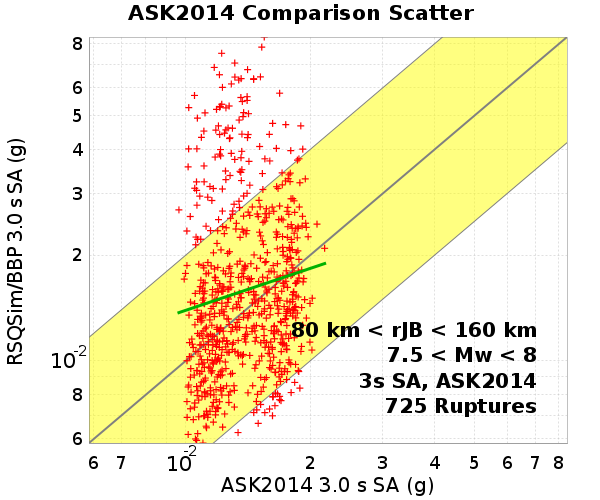 ASK2014 Comparison Scatter
RSQSim/BBP 3.0 s SA (g)
8
6
5
4
3
2
10-2
8
6
80 km < rJB < 160 km
7.5 < Mw < 8
3s SA, ASK2014
725 Ruptures
6 7 10-2 2 3 4 5 6 7 8
ASK2014 3.0 s SA (g)